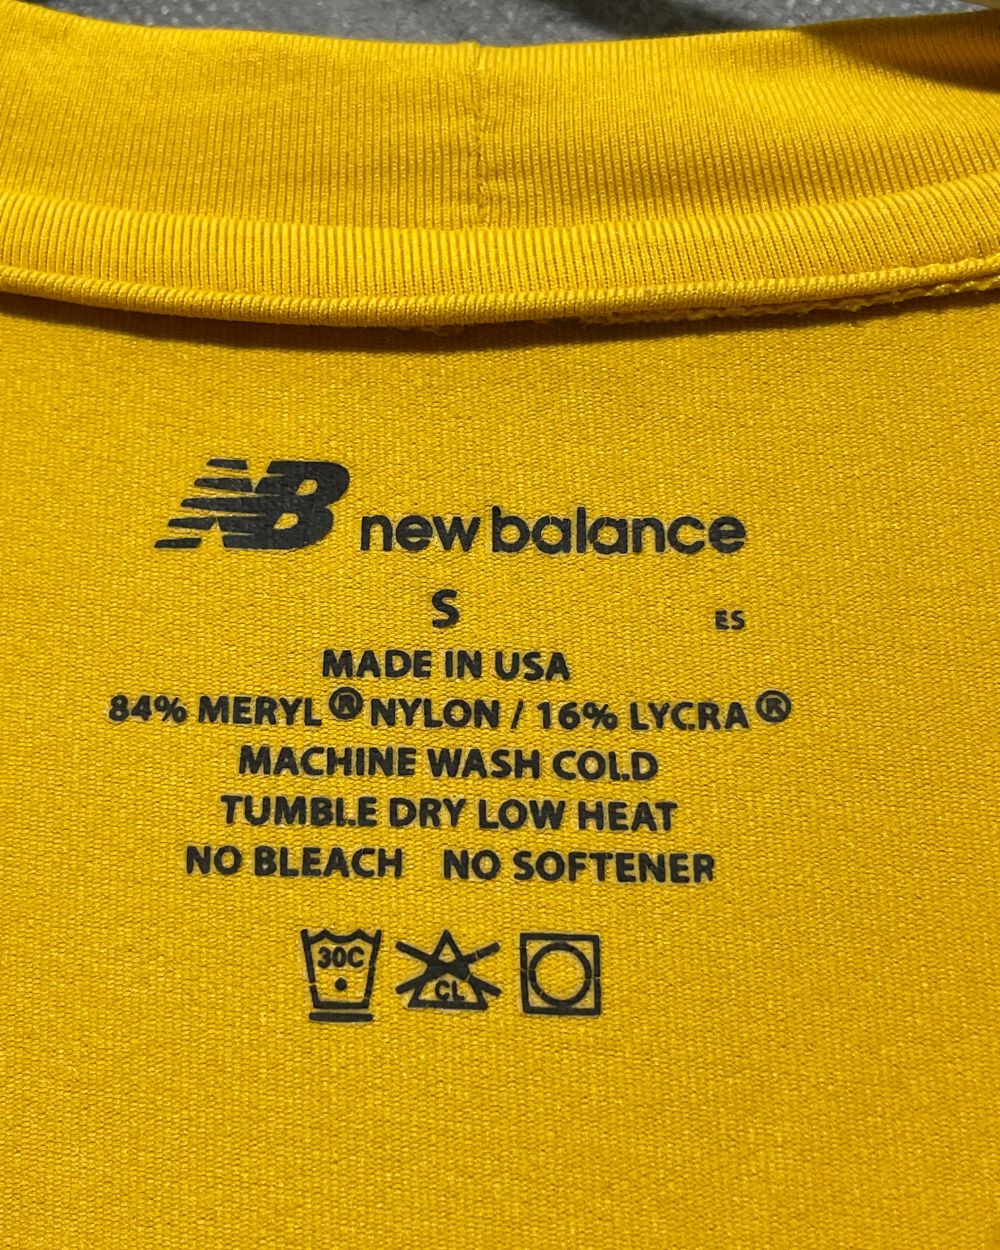 NB new balance
S ES
MADE IN USA
84% MERYL® NYLON / 16% LYCRA®
MACHINE WASH COLD
TUMBLE DRY LOW HEAT
NO BLEACH NO SOFTENER
30C CL